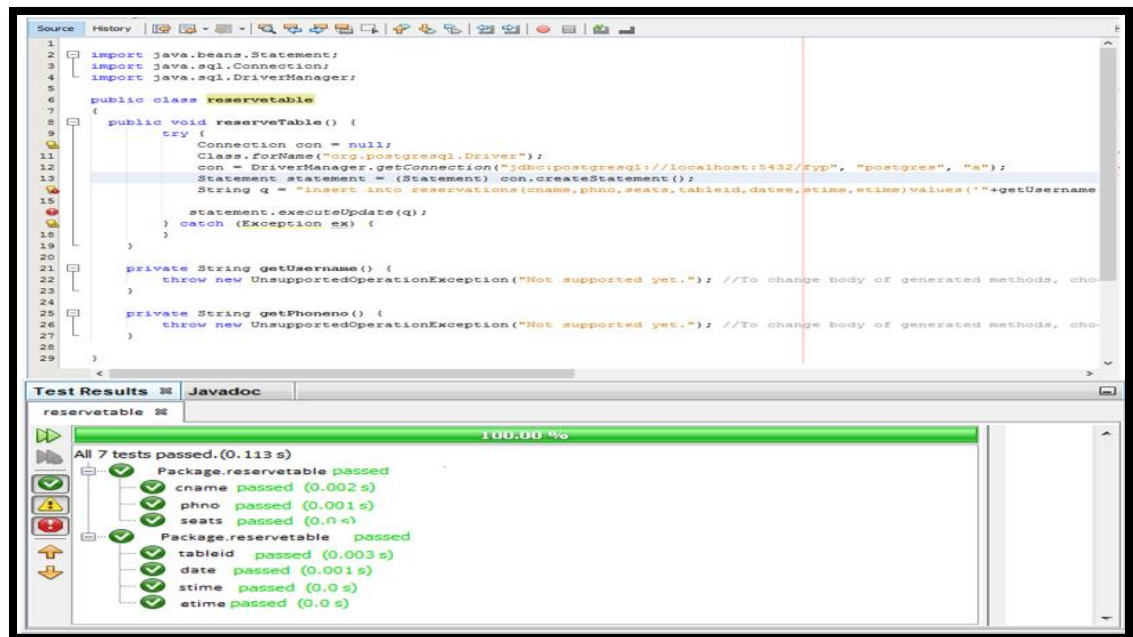 Source History
1
2 import java.beans.Statement;
3 import java.sql.Connection;
4 import java.sql.DriverManager;
5
6 public class reservetable
7 {
8 public void reserveTable() {
9 try {
Connection con = null;
11 Class.forName("org.postgresql.Driver");
12 con = DriverManager.getConnection("jdbc:postgresql://localhost:5432/fyp", "postgres", "a");
13 Statement statement = (Statement) con.createStatement();
String q = "insert into reservations(cname,phno,seats,tableid,datee,stime,etime)values('"+getUsername
15
statement.executeUpdate(q);
} catch (Exception ex) {
18 }
19 }
20
21 private String getUsername() {
22 throw new UnsupportedOperationException("Not supported yet."); //To change body of generated methods, cho
23 }
24
25 private String getPhoneno() {
26 throw new UnsupportedOperationException("Not supported yet."); //To change body of generated methods, cho
27 }
28
29 }
Test Results Javadoc
reservetable
100.00 %
All 7 tests passed.(0.113 s)
Package.reservetable passed
cname passed (0.002 s)
phno passed (0.001 s)
seats passed (0.0 s)
Package.reservetable passed
tableid passed (0.003 s)
date passed (0.001 s)
stime passed (0.0 s)
etime passed (0.0 s)